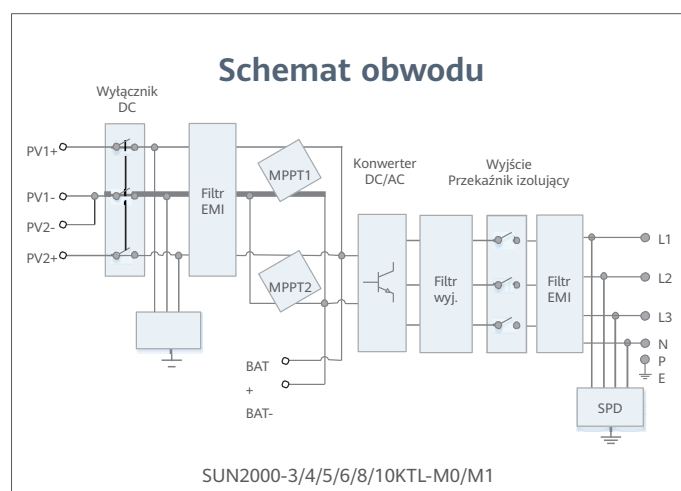 Schemat obwodu
Wyłącznik
DC
PV1+
PV1-
PV2-
PV2+
Filtr
EMI
MPPT1
MPPT2
Konwerter
DC/AC
Wyjście
Przekaźnik izolujący
Filtr
wyj.
Filtr
EMI
L1
L2
L3
N
P
E
BAT
+
BAT-
SPD
SUN2000-3/4/5/6/8/10KTL-M0/M1